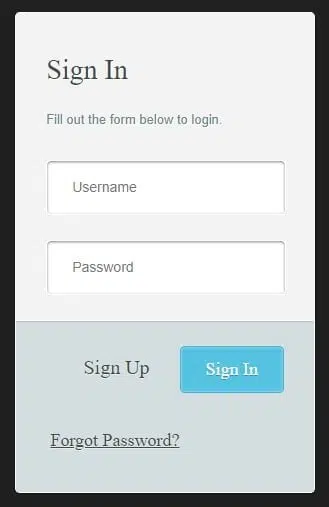 Sign In
Fill out the form below to login.
Username
Password
Sign Up Sign In
Forgot Password?